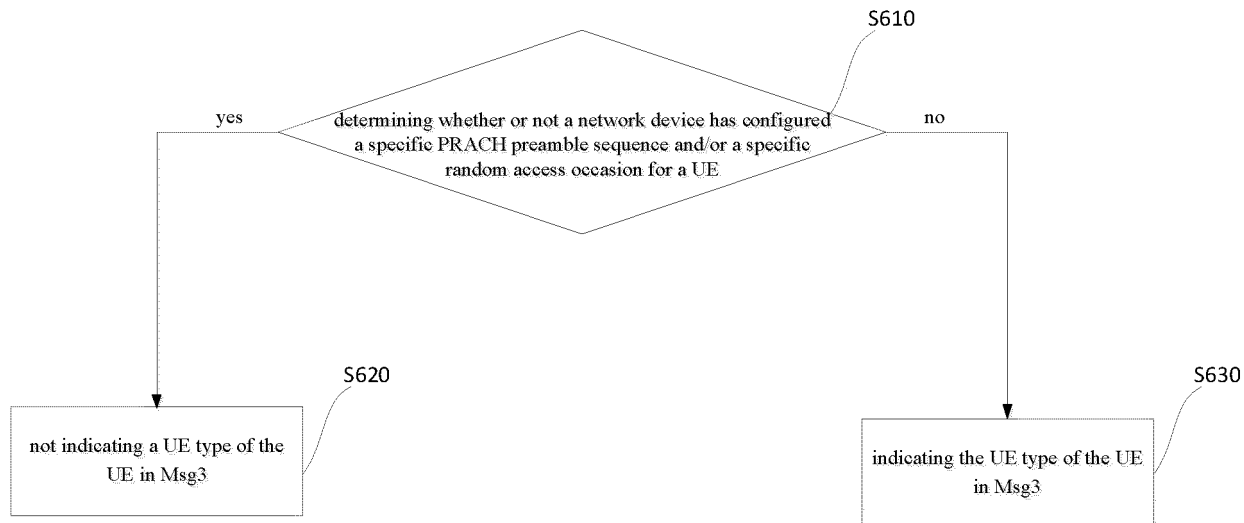 S610
yes
no
determining whether or not a network device has configured
a specific PRACH preamble sequence and/or a specific
random access occasion for a UE
S620
S630
not indicating a UE type of the
UE in Msg3
indicating the UE type of the UE
in Msg3